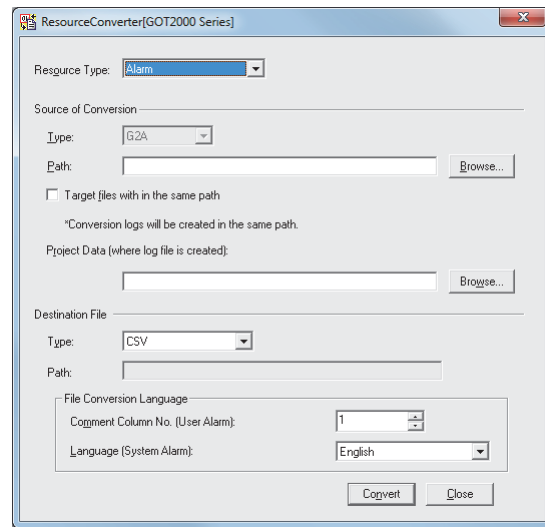 ResourceConverter[GOT2000 Series]
Resource Type: Alarm
Source of Conversion
Type: G2A
Path: Browse...
Target files with in the same path
*Conversion logs will be created in the same path.
Project Data (where log file is created):
Browse...
Destination File
Type: CSV
Path:
File Conversion Language
Comment Column No. (User Alarm): 1
Language (System Alarm): English
Convert Close